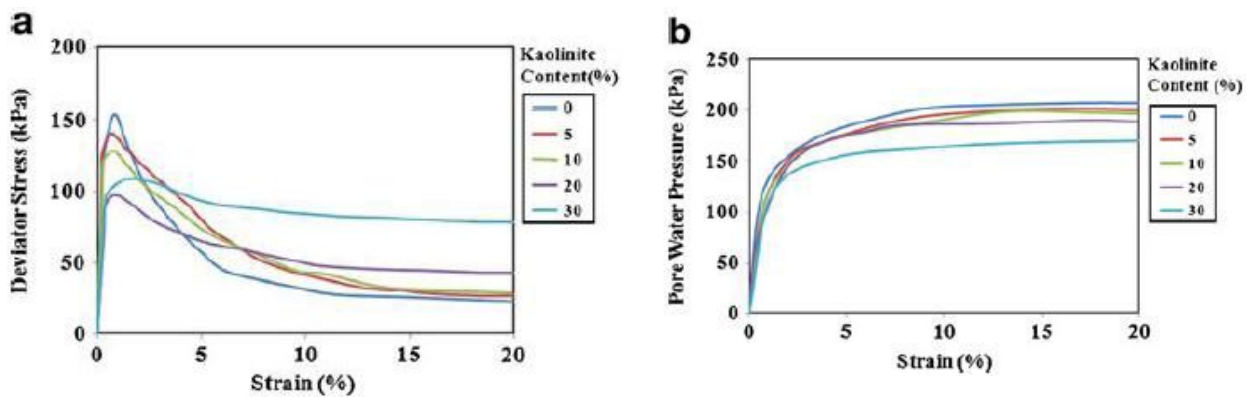 a
200
150
100
50
0
Deviator Stress (kPa)
0 5 10 15 20
Strain (%)
Kaolinite
Content(%)
0
5
10
20
30
b
250
200
150
100
50
0
Pore Water Pressure (kPa)
0 5 10 15 20
Strain (%)
Kaolinite
Content (%)
0
5
10
20
30